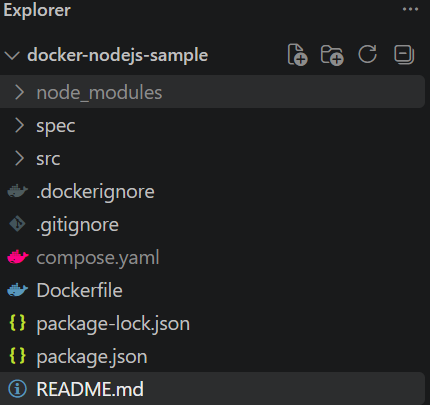 Explorer
docker-nodejs-sample
node_modules
spec
src
.dockerignore
.gitignore
compose.yaml
Dockerfile
package-lock.json
package.json
README.md